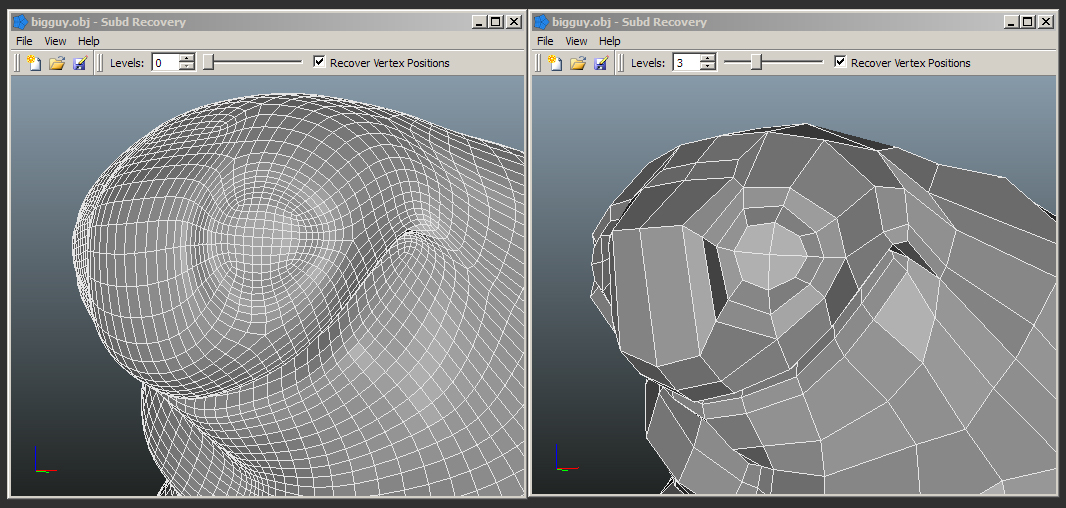 bigguy.obj - Subd Recovery
File View Help
Levels: 0 Recover Vertex Positions
bigguy.obj - Subd Recovery
File View Help
Levels: 3 Recover Vertex Positions